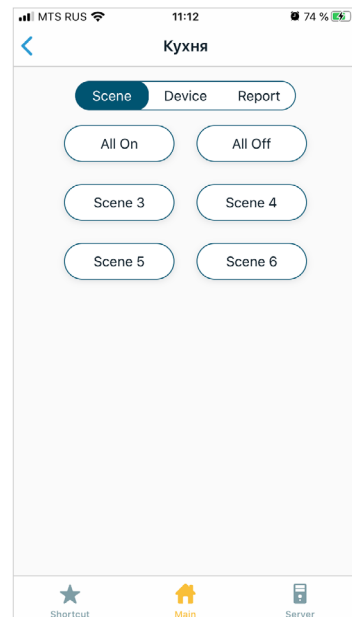 MTS RUS 11:12 74 %
Кухня
Scene Device Report
All On All Off
Scene 3 Scene 4
Scene 5 Scene 6
Shortcut Main Server